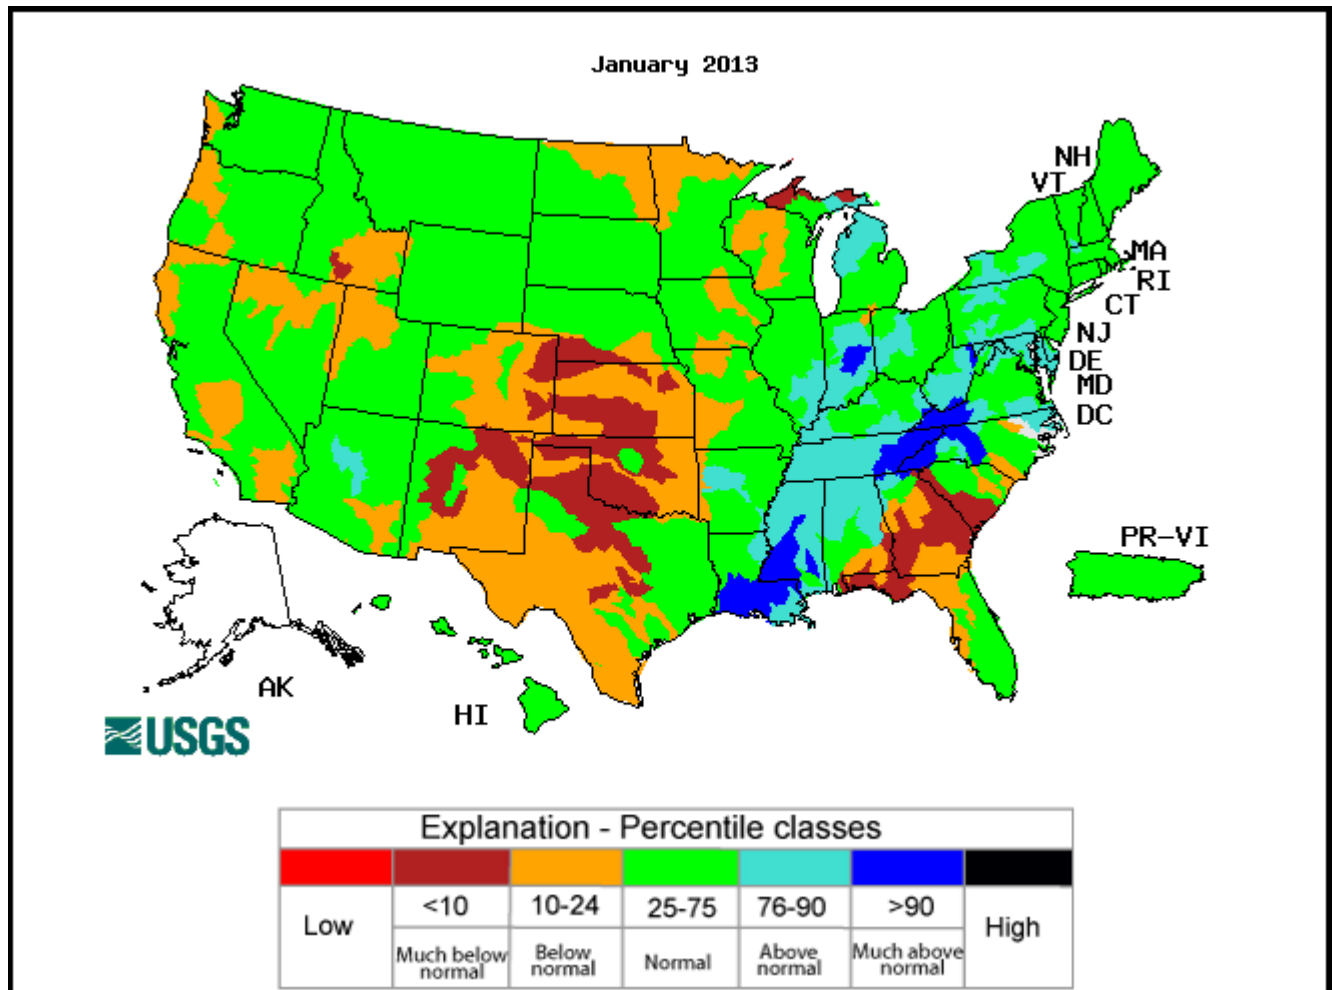 January 2013
NH
VT
MA
RI
CT
NJ
DE
MD
DC
PR-VI
AK
HI
USGS
Explanation - Percentile classes
Low <10 10-24 25-75 76-90 >90 High
Much below normal Below normal Normal Above normal Much above normal